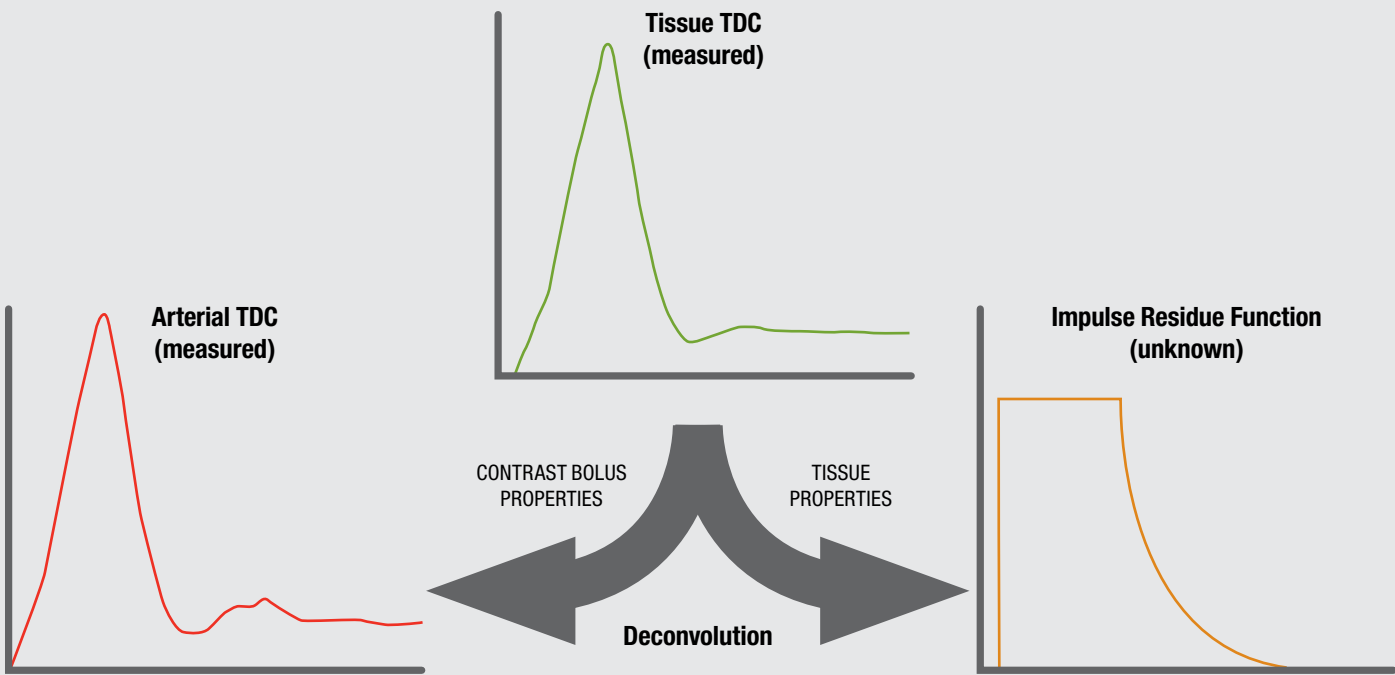 Tissue TDC
(measured)
Arterial TDC
(measured)
Impulse Residue Function
(unknown)
CONTRAST BOLUS
PROPERTIES
TISSUE
PROPERTIES
Deconvolution